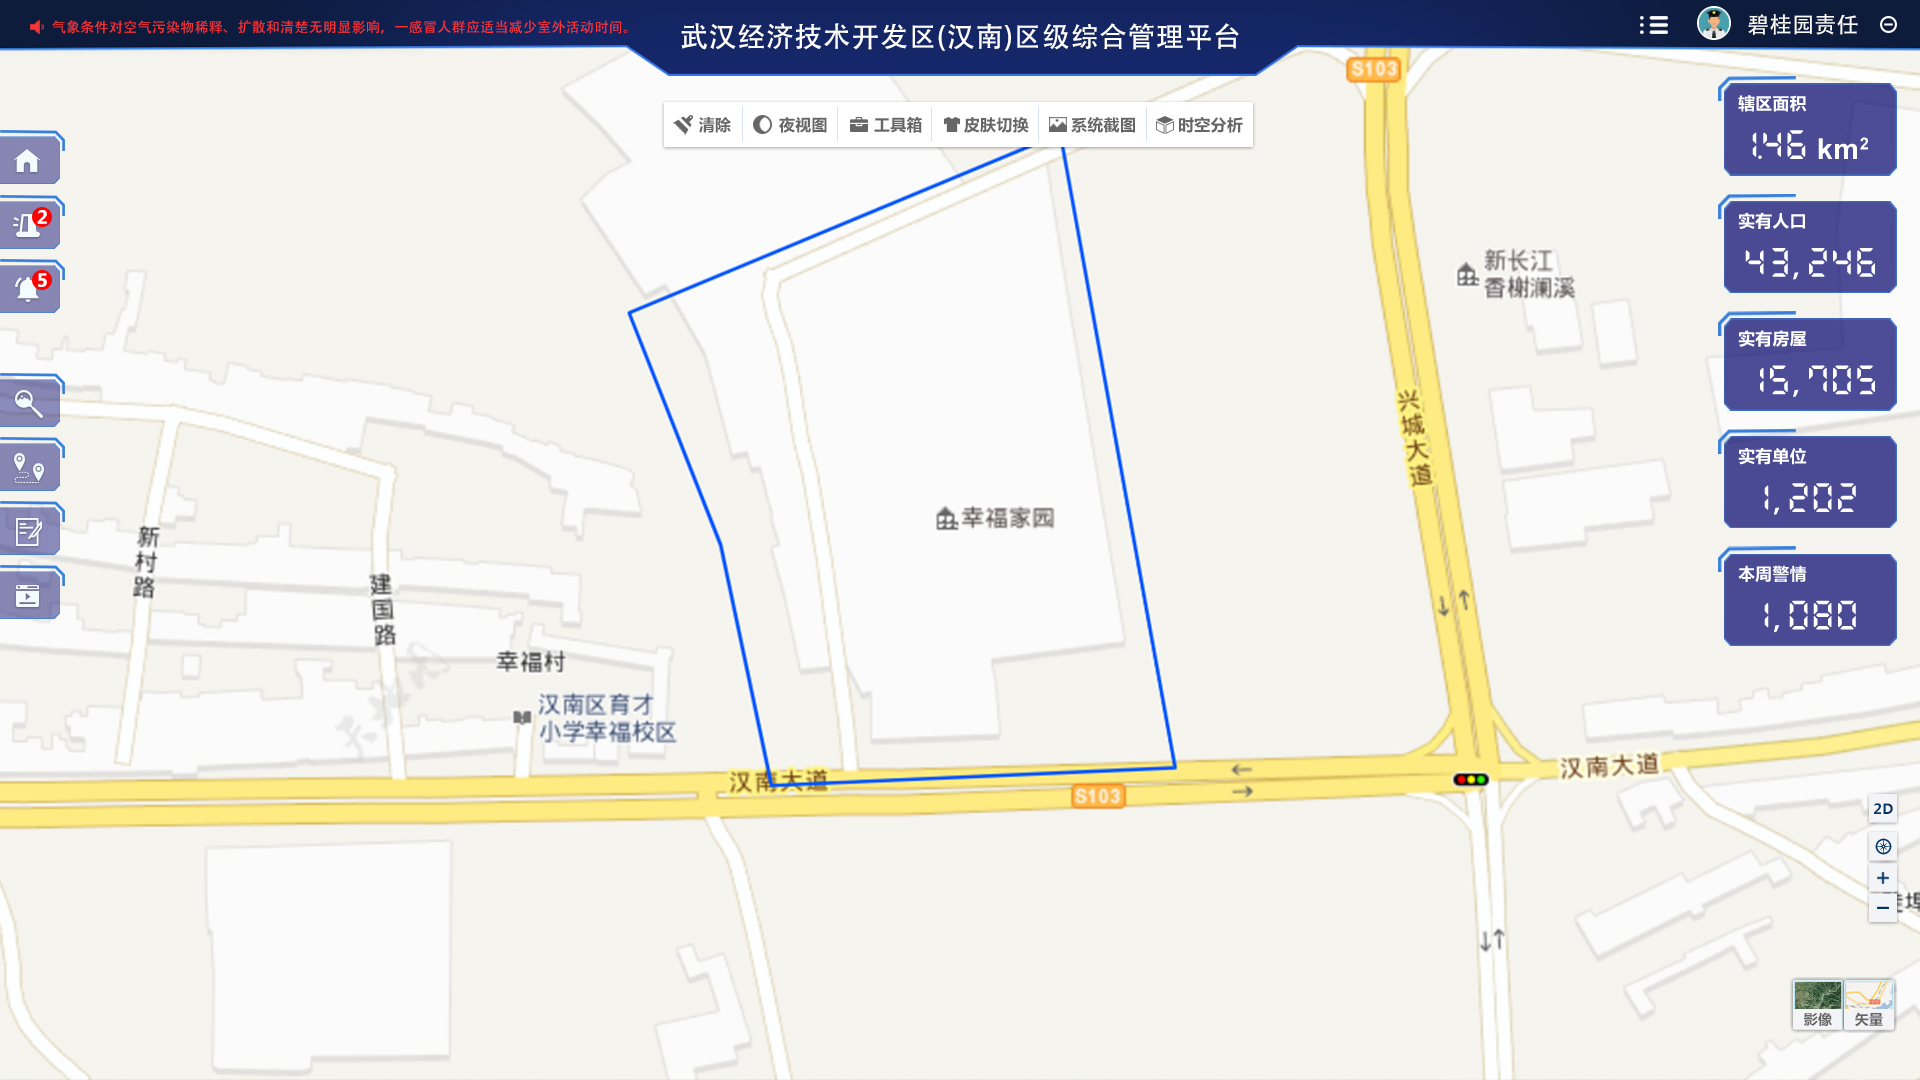 气象条件对空气污染物稀释、扩散和清楚无明显影响，一感冒人群应适当减少室外活动时间。
武汉经济技术开发区(汉南)区级综合管理平台
碧桂园责任
清除
夜视图
工具箱
皮肤切换
系统截图
时空分析
2
5
辖区面积
1.46 km²
实有人口
43,246
实有房屋
15,705
实有单位
1,202
本周警情
1,080
S103
新长江
香榭澜溪
兴城大道
幸福家园
新村路
建国路
幸福村
汉南区育才
小学幸福校区
汉南大道
S103
汉南大道
2D
+
−
影像
矢量